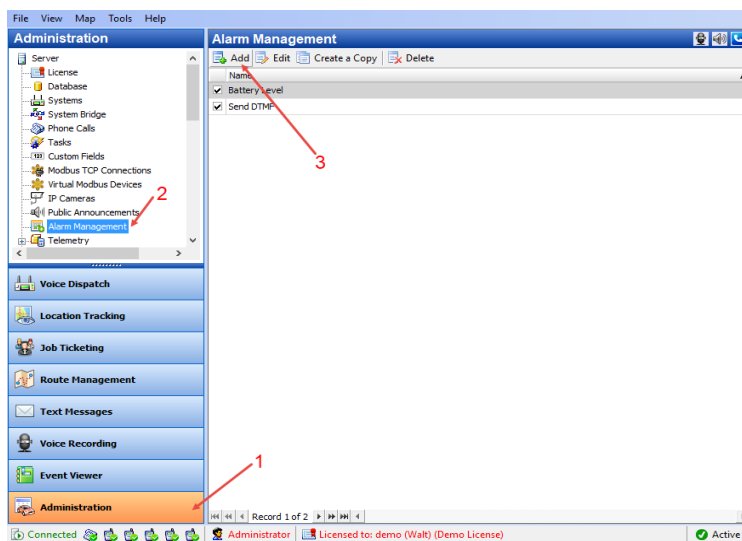 File View Map Tools Help
Administration
Alarm Management
Server
License
Database
Systems
System Bridge
Phone Calls
Tasks
Custom Fields
Modbus TCP Connections
Virtual Modbus Devices
IP Cameras
Public Announcements
Alarm Management
Telemetry
Add Edit Create a Copy Delete
Name
Battery Level
Send DTMF
3
2
Voice Dispatch
Location Tracking
Job Ticketing
Route Management
Text Messages
Voice Recording
Event Viewer
Administration
1
Record 1 of 2
Connected
Administrator
Licensed to: demo (Walt) (Demo License)
Active